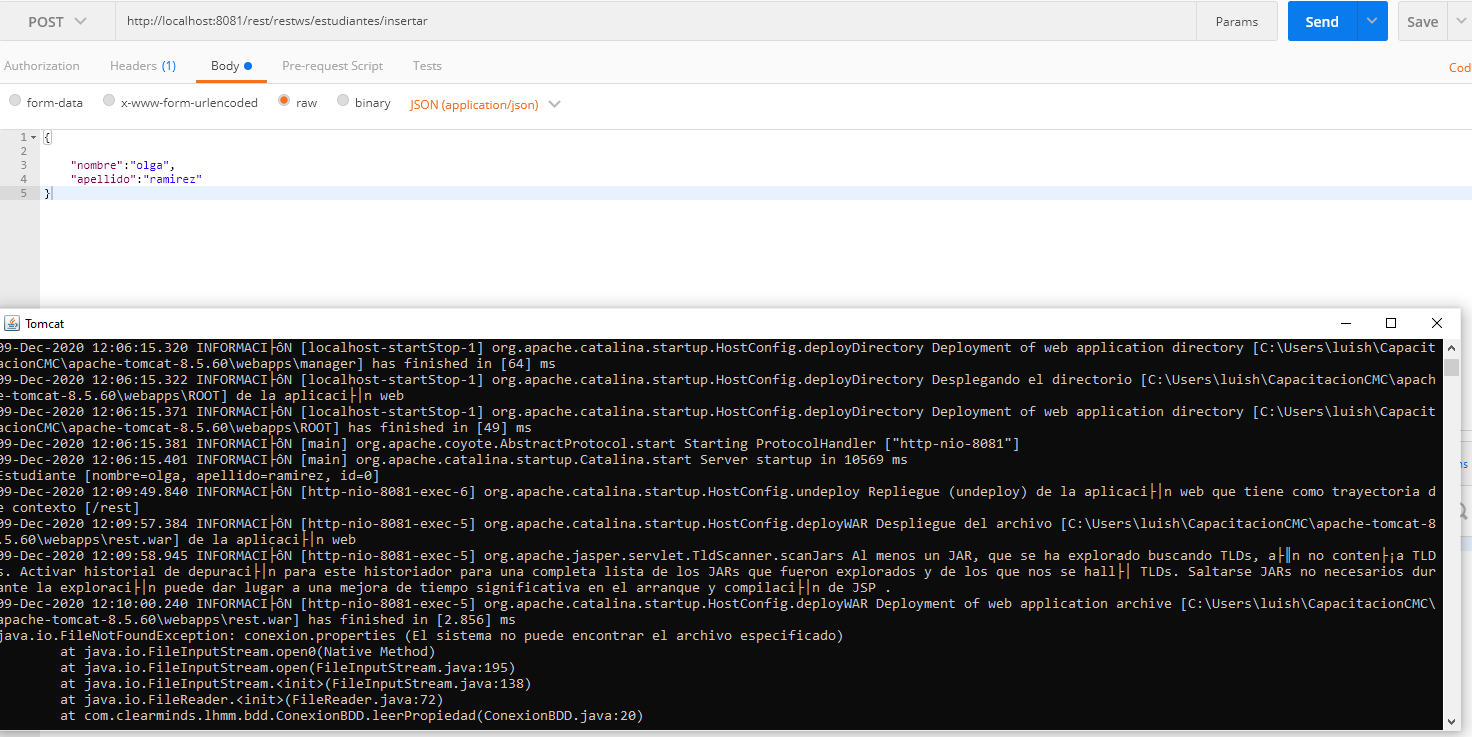 POST http://localhost:8081/rest/restws/estudiantes/insertar Params Send Save
Authorization Headers (1) Body Pre-request Script Tests Cod
form-data x-www-form-urlencoded raw binary JSON (application/json)
1 {
2
3 "nombre":"olga",
4 "apellido":"ramirez"
5 }
Tomcat
09-Dec-2020 12:06:15.320 INFORMACI├ôN [localhost-startStop-1] org.apache.catalina.startup.HostConfig.deployDirectory Deployment of web application directory [C:\Users\luish\Capacit
acionCMC\apache-tomcat-8.5.60\webapps\manager] has finished in [64] ms
09-Dec-2020 12:06:15.322 INFORMACI├ôN [localhost-startStop-1] org.apache.catalina.startup.HostConfig.deployDirectory Desplegando el directorio [C:\Users\luish\CapacitacionCMC\apach
e-tomcat-8.5.60\webapps\ROOT] de la aplicaci├│n web
09-Dec-2020 12:06:15.371 INFORMACI├ôN [localhost-startStop-1] org.apache.catalina.startup.HostConfig.deployDirectory Deployment of web application directory [C:\Users\luish\Capacit
acionCMC\apache-tomcat-8.5.60\webapps\ROOT] has finished in [49] ms
09-Dec-2020 12:06:15.381 INFORMACI├ôN [main] org.apache.coyote.AbstractProtocol.start Starting ProtocolHandler ["http-nio-8081"]
09-Dec-2020 12:06:15.401 INFORMACI├ôN [main] org.apache.catalina.startup.Catalina.start Server startup in 10569 ms
Estudiante [nombre=olga, apellido=ramirez, id=0]
09-Dec-2020 12:09:49.840 INFORMACI├ôN [http-nio-8081-exec-6] org.apache.catalina.startup.HostConfig.undeploy Repliegue (undeploy) de la aplicaci├│n web que tiene como trayectoria d
e contexto [/rest]
09-Dec-2020 12:09:57.384 INFORMACI├ôN [http-nio-8081-exec-5] org.apache.catalina.startup.HostConfig.deployWAR Despliegue del archivo [C:\Users\luish\CapacitacionCMC\apache-tomcat-8
.5.60\webapps\rest.war] de la aplicaci├│n web
09-Dec-2020 12:09:58.945 INFORMACI├ôN [http-nio-8081-exec-5] org.apache.jasper.servlet.TldScanner.scanJars Al menos un JAR, que se ha explorado buscando TLDs, a├║n no conten├¡a TLD
s. Activar historial de depuraci├│n para este historiador para una completa lista de los JARs que fueron explorados y de los que nos se hall├│ TLDs. Saltarse JARs no necesarios dur
ante la exploraci├│n puede dar lugar a una mejora de tiempo significativa en el arranque y compilaci├│n de JSP .
09-Dec-2020 12:10:00.240 INFORMACI├ôN [http-nio-8081-exec-5] org.apache.catalina.startup.HostConfig.deployWAR Deployment of web application archive [C:\Users\luish\CapacitacionCMC\
apache-tomcat-8.5.60\webapps\rest.war] has finished in [2.856] ms
java.io.FileNotFoundException: conexion.properties (El sistema no puede encontrar el archivo especificado)
at java.io.FileInputStream.open0(Native Method)
at java.io.FileInputStream.open(FileInputStream.java:195)
at java.io.FileInputStream.<init>(FileInputStream.java:138)
at java.io.FileReader.<init>(FileReader.java:72)
at com.clearminds.lhmm.bdd.ConexionBDD.leerPropiedad(ConexionBDD.java:20)